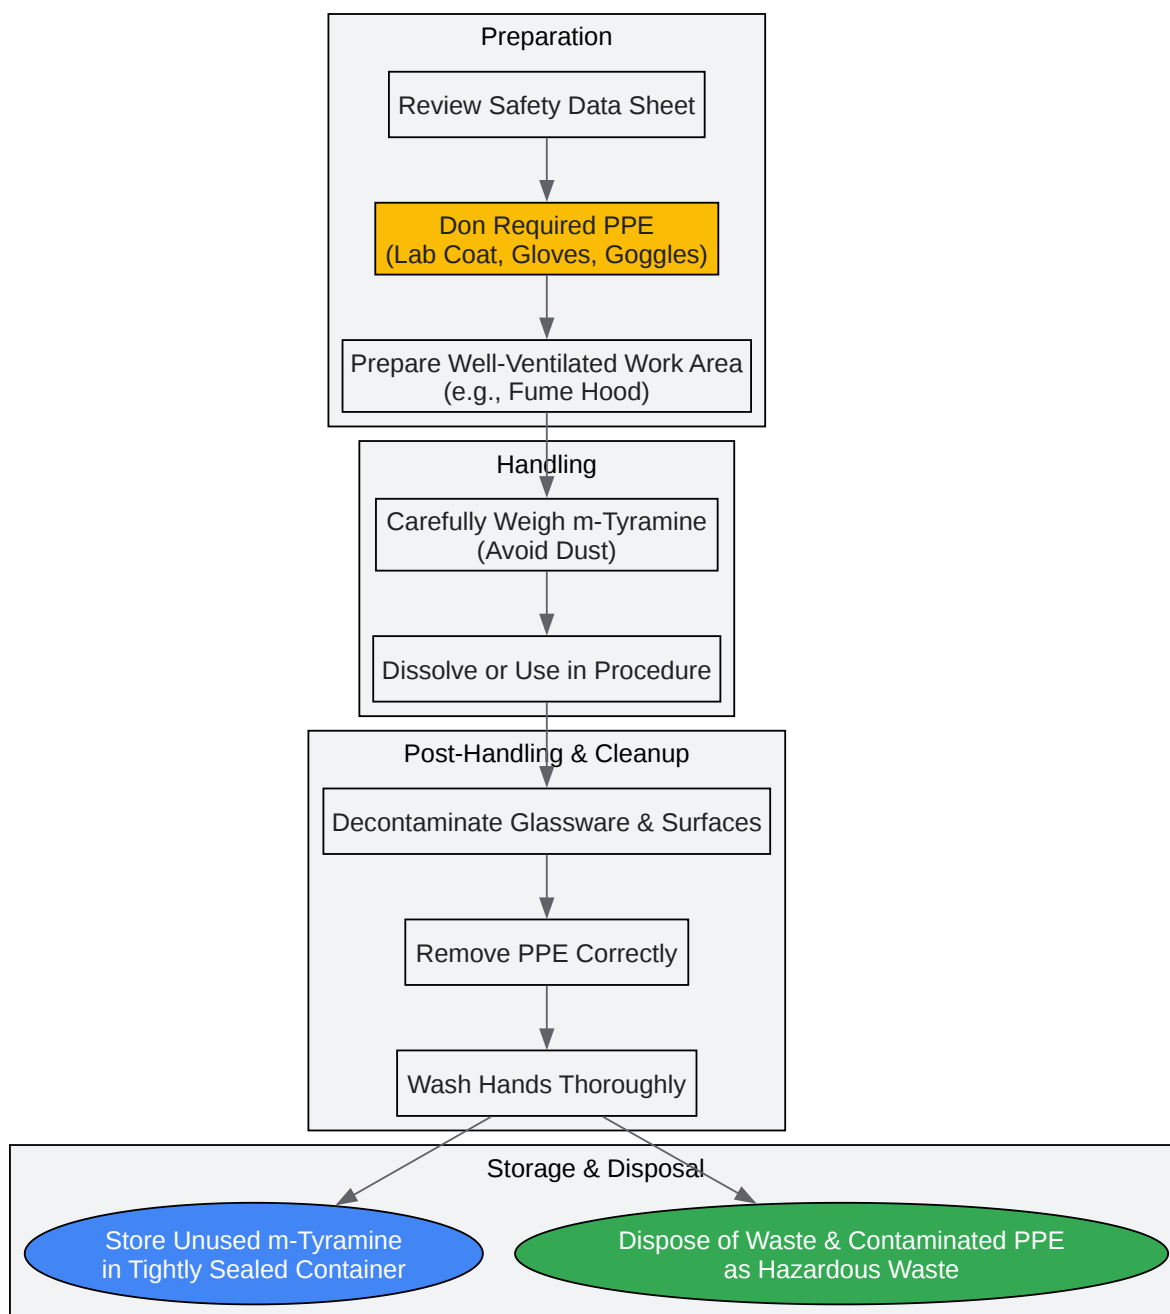 Preparation
Review Safety Data Sheet
Don Required PPE
(Lab Coat, Gloves, Goggles)
Prepare Well-Ventilated Work Area
(e.g., Fume Hood)
Handling
Carefully Weigh m-Tyramine
(Avoid Dust)
Dissolve or Use in Procedure
Post-Handling & Cleanup
Decontaminate Glassware & Surfaces
Remove PPE Correctly
Wash Hands Thoroughly
Storage & Disposal
Store Unused m-Tyramine
in Tightly Sealed Container
Dispose of Waste & Contaminated PPE
as Hazardous Waste